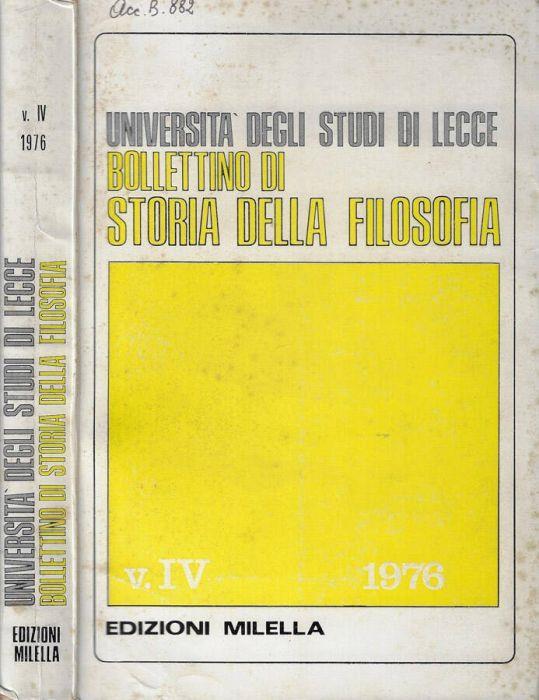 Acc. B. 882
v. IV
1976
UNIVERSITA' DEGLI STUDI DI LECCE
BOLLETTINO DI STORIA DELLA FILOSOFIA
EDIZIONI
MILELLA
UNIVERSITA' DEGLI STUDI DI LECCE
BOLLETTINO DI
STORIA DELLA FILOSOFIA
v. IV 1976
EDIZIONI MILELLA